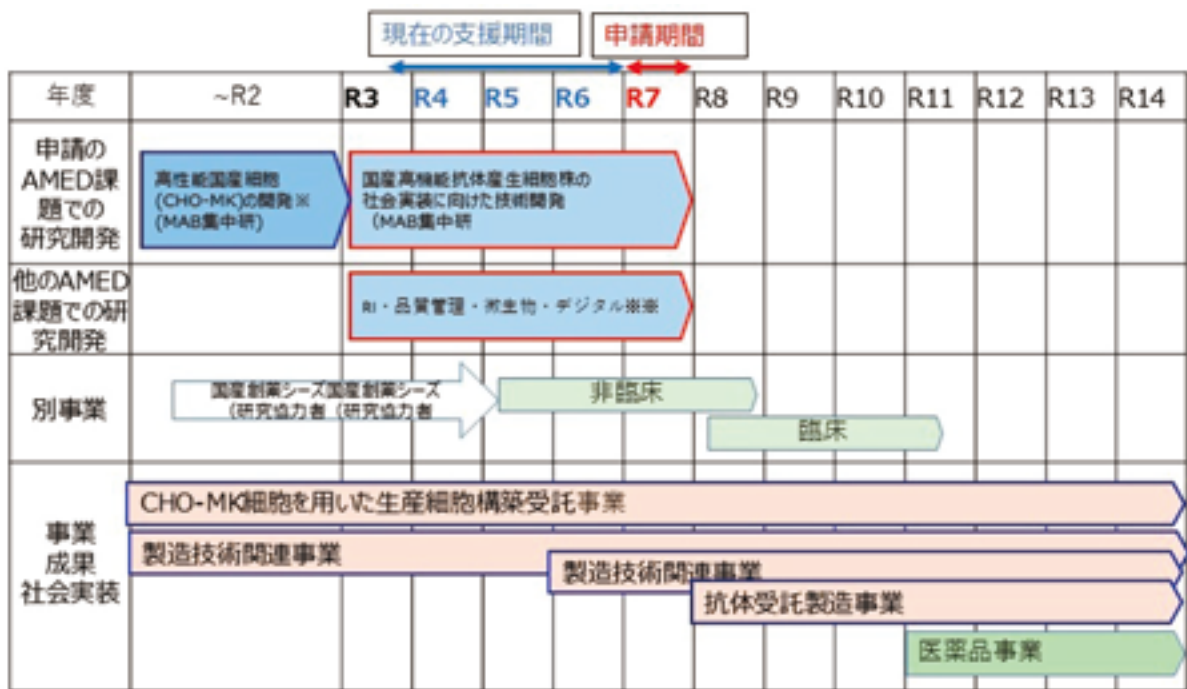 現在の支援期間
申請期間
年度 ~R2 R3 R4 R5 R6 R7 R8 R9 R10 R11 R12 R13 R14
申請の
AMED課
題での
研究開発
高性能国産細胞
(CHO-MK)の開発※
(MAB集中研)
国産高機能抗体産生細胞株の
社会実装に向けた技術開発
(MAB集中研
他のAMED
課題での研
究開発
RI・品質管理・微生物・デジタル※※
別事業
国産創薬シーズ国産創薬シーズ
(研究協力者 (研究協力者
非臨床
臨床
事業
成果
社会実装
CHO-MK細胞を用いた生産細胞構築受託事業
製造技術関連事業
製造技術関連事業
抗体受託製造事業
医薬品事業